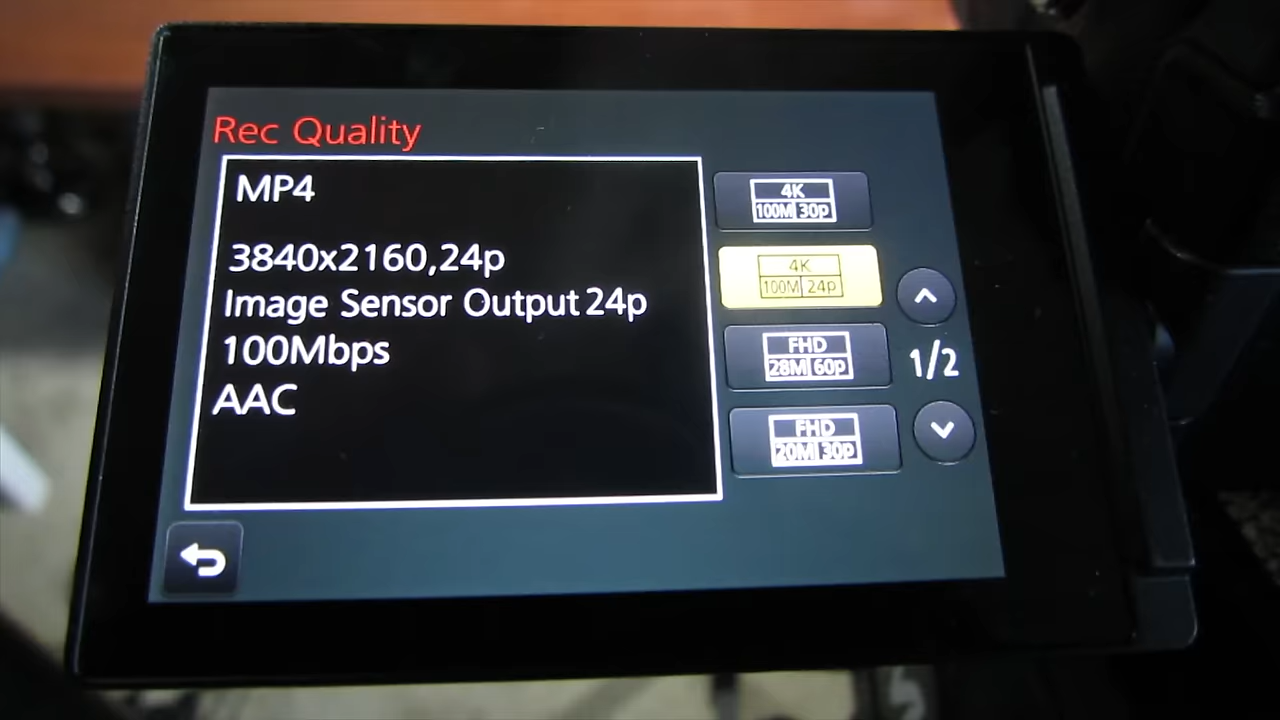 Rec Quality
MP4
3840x2160,24p
Image Sensor Output 24p
100Mbps
AAC
4K
100M 30p
4K
100M 24p
FHD
28M 60p
FHD
20M 30p
1/2